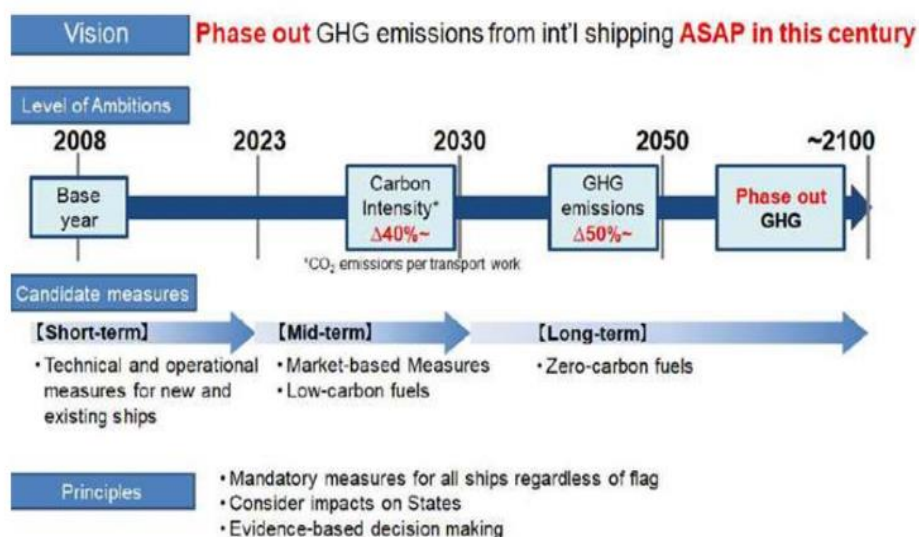 Vision
Phase out GHG emissions from int'l shipping ASAP in this century
Level of Ambitions
2008
2023
2030
2050
~2100
Base
year
Carbon
Intensity*
Δ40%~
GHG
emissions
Δ50%~
Phase out
GHG
*CO₂ emissions per transport work
Candidate measures
【Short-term】
・Technical and operational
measures for new and
existing ships
【Mid-term】
・Market-based Measures
・Low-carbon fuels
【Long-term】
・Zero-carbon fuels
Principles
・Mandatory measures for all ships regardless of flag
・Consider impacts on States
・Evidence-based decision making